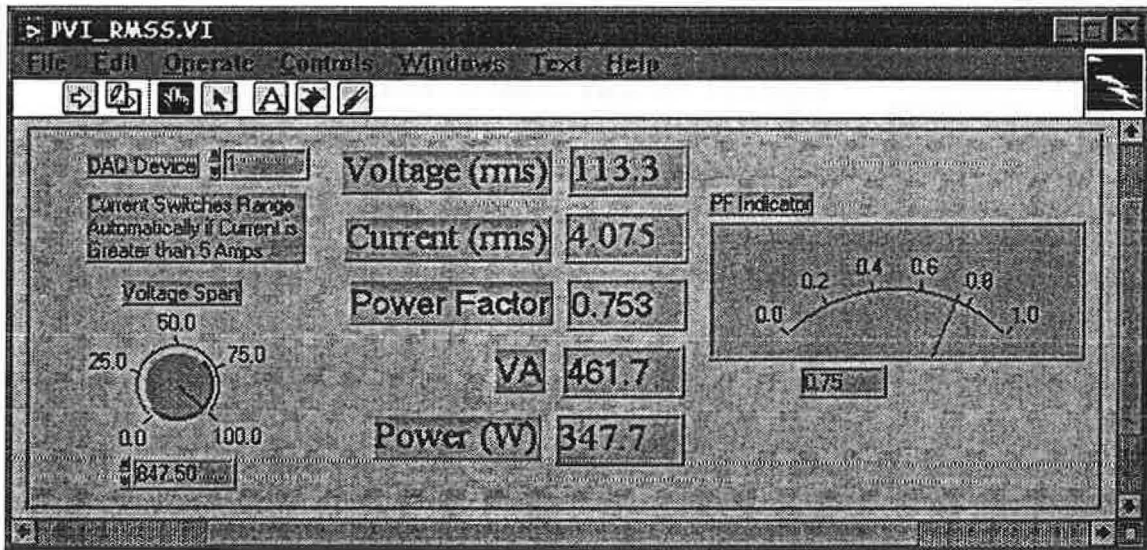 PVI_RMSS.VI
File Edit Operate Controls Windows Text Help
DAQ Device 1
Current Switches Range
Automatically if Current is
Greater than 5 Amps
Voltage Span
0.0 25.0 50.0 75.0 100.0
847.50
Voltage (rms) 113.3
Current (rms) 4.075
Power Factor 0.753
VA 461.7
Power (W) 347.7
PF Indicator
0.0 0.2 0.4 0.6 0.8 1.0
0.75